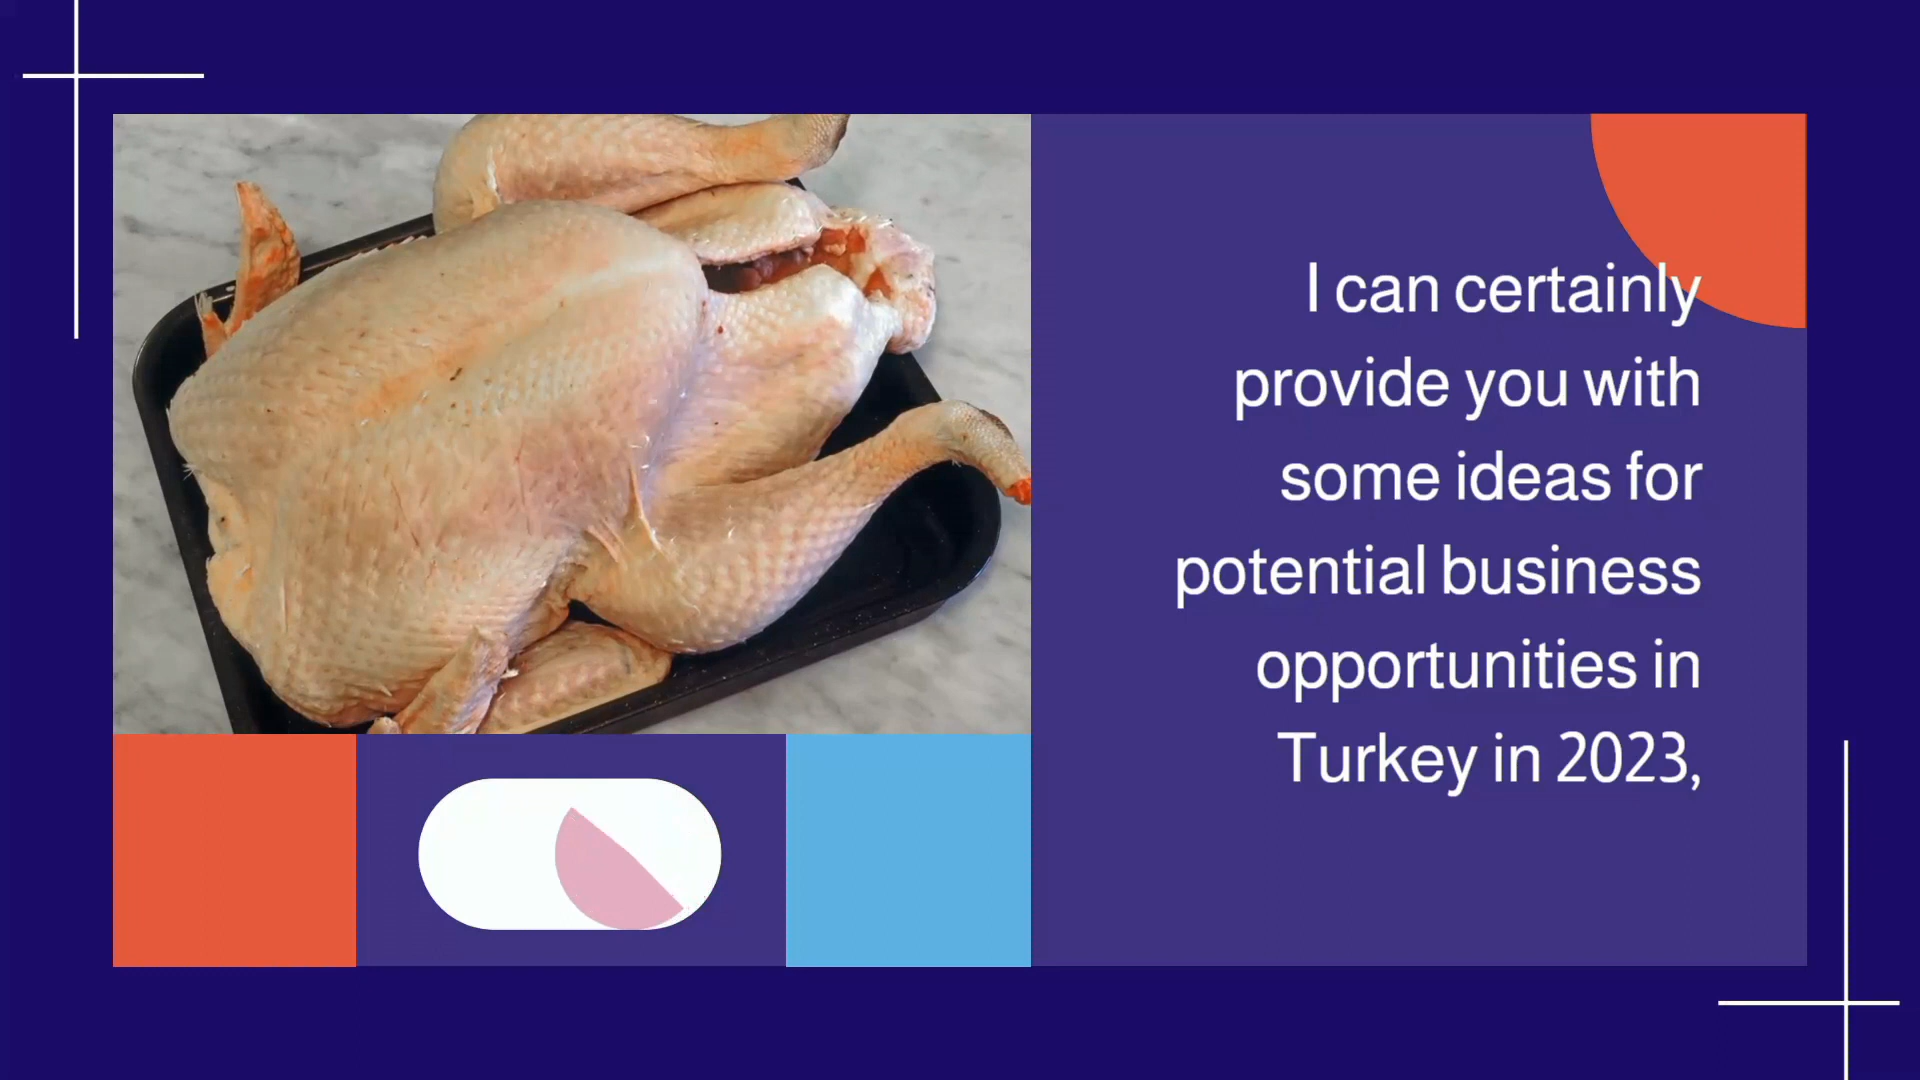 I can certainly
provide you with
some ideas for
potential business
opportunities in
Turkey in 2023,